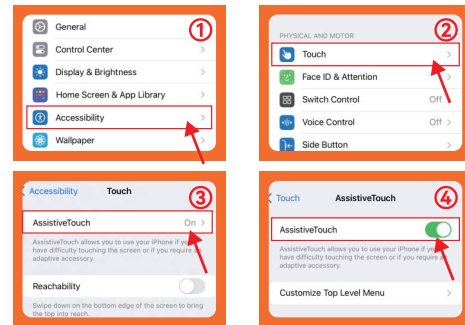 ①
General
Control Center
Display & Brightness
Home Screen & App Library
Accessibility
Wallpaper
②
PHYSICAL AND MOTOR
Touch
Face ID & Attention
Switch Control Off
Voice Control Off
Side Button
③
Accessibility Touch
AssistiveTouch On
AssistiveTouch allows you to use your iPhone if you
have difficulty touching the screen or if you require an
adaptive accessory.
Reachability
Swipe down on the bottom edge of the screen to bring
the top into reach.
④
Touch AssistiveTouch
AssistiveTouch
AssistiveTouch allows you to use your iPhone if you
have difficulty touching the screen or if you require an
adaptive accessory.
Customize Top Level Menu